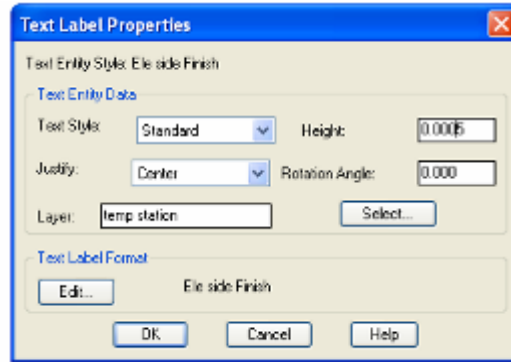 Text Label Properties
Text Entity Style: Ele side Finish
Text Entity Data
Text Style: Standard Height: 0.0005
Justify: Center Rotation Angle: 0.000
Layer: temp station Select...
Text Label Format
Edit... Ele side Finish
OK Cancel Help